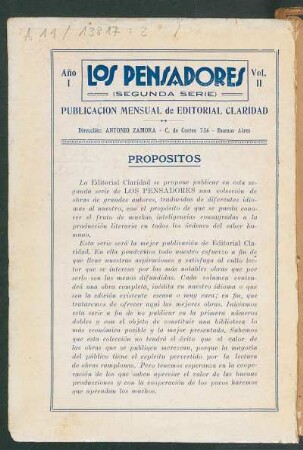 A 14 / 13817 : 2
Año
I
LOS PENSADORES
(SEGUNDA SERIE)
Vol.
II
PUBLICACION MENSUAL de EDITORIAL CLARIDAD
Dirección: ANTONIO ZAMORA - C. de Correo 736 - Buenos Aires
PROPOSITOS
La Editorial Claridad se propone publicar en esta se-
gunda serie de LOS PENSADORES una colección de
obras de grandes autores, traducidas de diferentes idio-
mas al nuestro, con el propósito de que se pueda cono-
cer el fruto de muchas inteligencias consagradas a la
producción literaria en todos los órdenes del saber hu-
mano.
Esta serie será la mejor publicación de Editorial Cla-
ridad. En ella pondremos todo nuestro esfuerzo a fin de
que llene nuestras aspiraciones y satisfaga al culto lec-
tor que se interesa por las más notables obras que por
serlo son las menos difundidas. Cada volumen conten-
drá una obra completa, inédita en nuestro idioma o que
sea la edición existente escasa o muy cara; en fin, que
trataremos de ofrecer aquí las mejores obras. Iniciamos
esta serie a fin de no publicar en la primera números
dobles y con el objeto de constituir una biblioteca lo
más económica posible y la mejor presentada. Sabemos
que esta colección no tendrá el éxito que el valor de
las obras que se publique merezcan, porque la mayoría
del público tiene el espíritu pervertido por la lectura
de obras ramplonas. Pero tenemos esperanza en la coope-
ración de los que saben apreciar el valor de las buenas
producciones y con la cooperación de los pocos haremos
que aprendan los muchos.